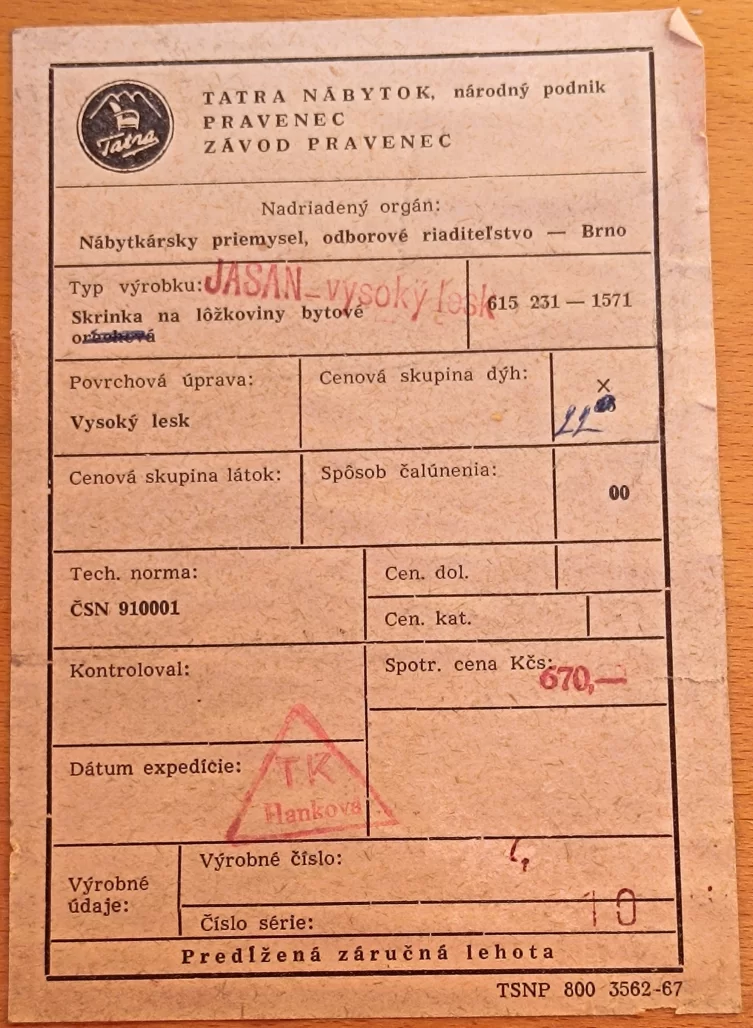 Tatra
TATRA NÁBYTOK, národný podnik
PRAVENEC
ZÁVOD PRAVENEC
Nadriadený orgán:
Nábytkársky priemysel, odborové riaditeľstvo — Brno
Typ výrobku: JASAN - vysoký lesk
Skrinka na lôžkoviny bytové
orechová
615 231 — 1571
Povrchová úprava:
Vysoký lesk
Cenová skupina dýh:
x
Cenová skupina látok:
Spôsob čalúnenia:
00
Tech. norma:
ČSN 910001
Cen. dol.
Cen. kat.
Kontroloval:
Spotr. cena Kčs: 670,—
Dátum expedície:
TK
Hanková
Výrobné údaje:
Výrobné číslo:
Číslo série:
10
Predĺžená záručná lehota
TSNP 800 3562-67